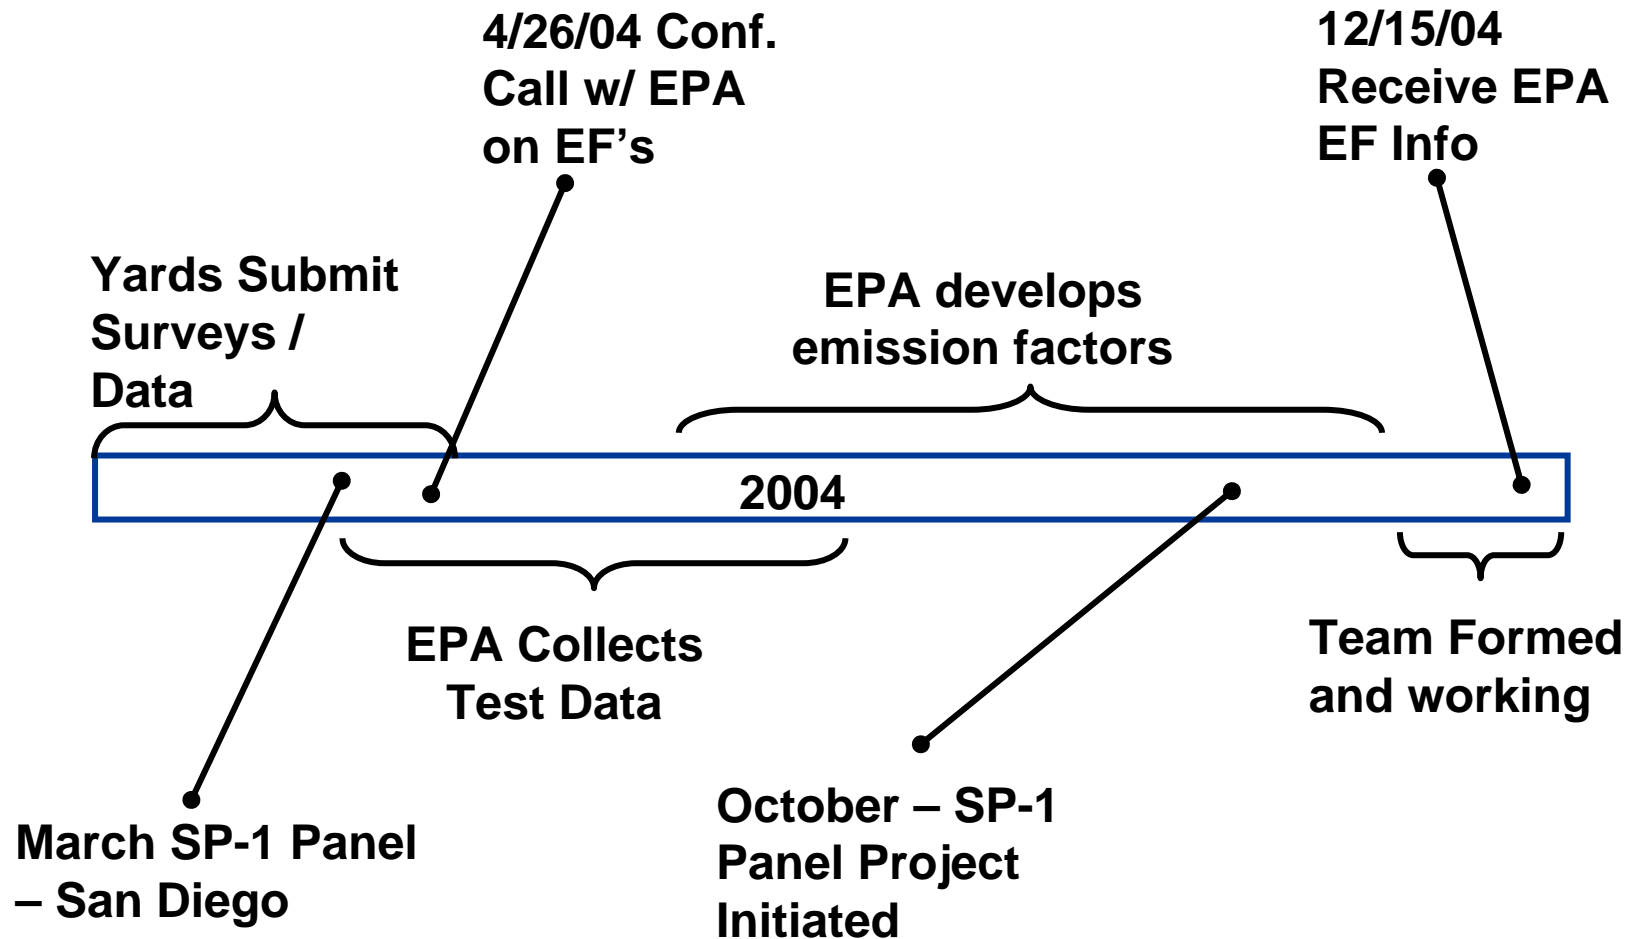 4/26/04 Conf.
Call w/ EPA
on EF's
12/15/04
Receive EPA
EF Info
Yards Submit
Surveys /
Data
EPA develops
emission factors
2004
EPA Collects
Test Data
Team Formed
and working
March SP-1 Panel
– San Diego
October – SP-1
Panel Project
Initiated